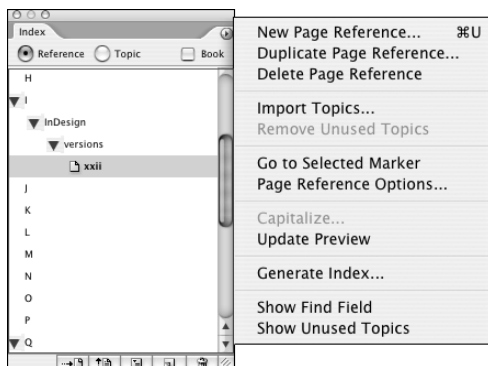 Index
Reference Topic Book
H
I
InDesign
versions
xxii
J
K
L
M
N
O
P
Q
New Page Reference... ⌘U
Duplicate Page Reference...
Delete Page Reference
Import Topics...
Remove Unused Topics
Go to Selected Marker
Page Reference Options...
Capitalize...
Update Preview
Generate Index...
Show Find Field
Show Unused Topics